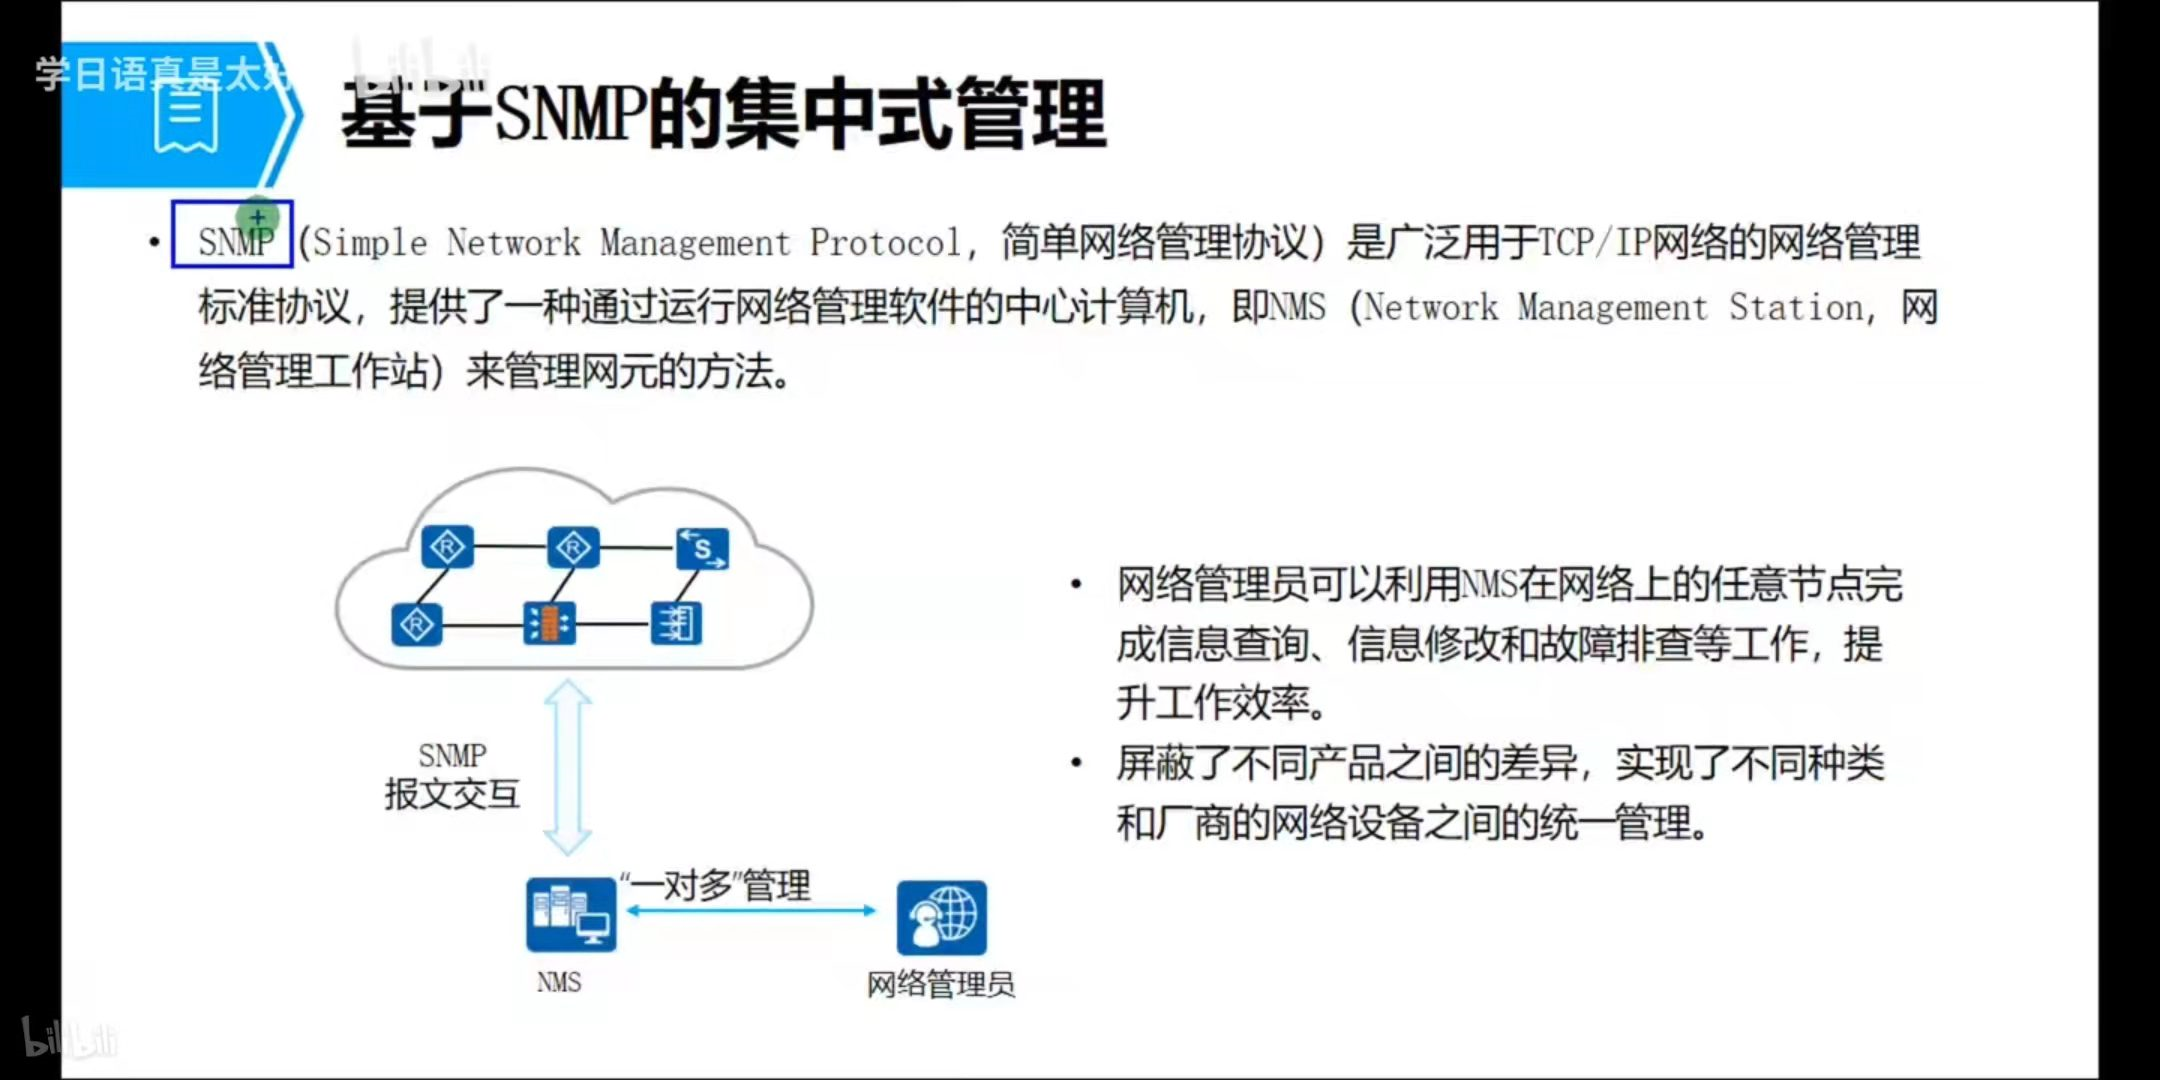 学日语真是太好
bilibili
基于SNMP的集中式管理
• SNMP（Simple Network Management Protocol，简单网络管理协议）是广泛用于TCP/IP网络的网络管理
标准协议，提供了一种通过运行网络管理软件的中心计算机，即NMS（Network Management Station，网
络管理工作站）来管理网元的方法。
R
R
S
R
• 网络管理员可以利用NMS在网络上的任意节点完
成信息查询、信息修改和故障排查等工作，提
升工作效率。
• 屏蔽了不同产品之间的差异，实现了不同种类
和厂商的网络设备之间的统一管理。
SNMP
报文交互
“一对多”管理
NMS
网络管理员
bilibili